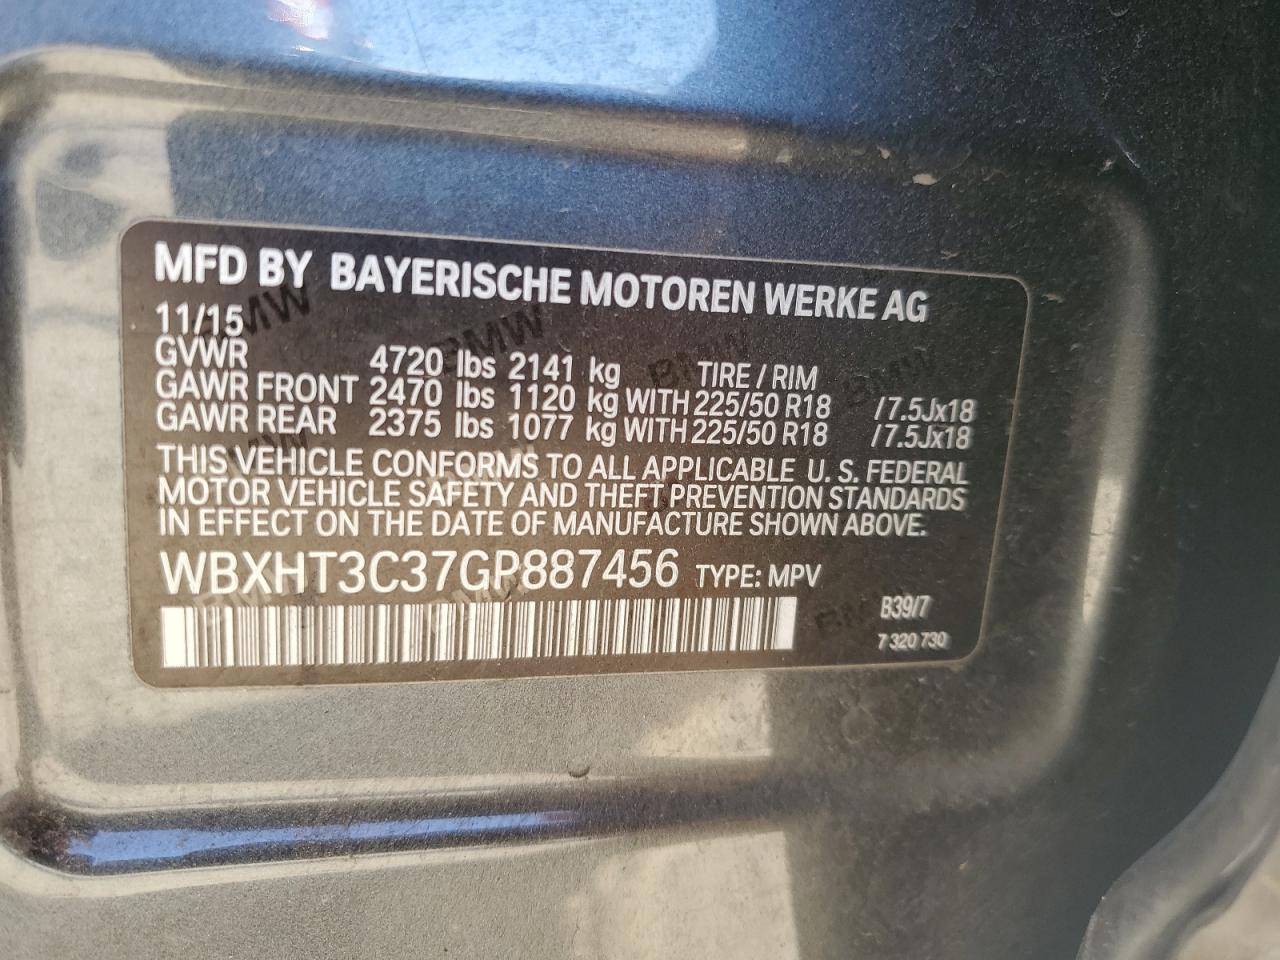 MFD BY BAYERISCHE MOTOREN WERKE AG
11/15
GVWR 4720 lbs 2141 kg TIRE / RIM
GAWR FRONT 2470 lbs 1120 kg WITH 225/50 R18 /7.5Jx18
GAWR REAR 2375 lbs 1077 kg WITH 225/50 R18 /7.5Jx18
THIS VEHICLE CONFORMS TO ALL APPLICABLE U. S. FEDERAL
MOTOR VEHICLE SAFETY AND THEFT PREVENTION STANDARDS
IN EFFECT ON THE DATE OF MANUFACTURE SHOWN ABOVE.
WBXHT3C37GP887456 TYPE: MPV
B39/7
7 320 730